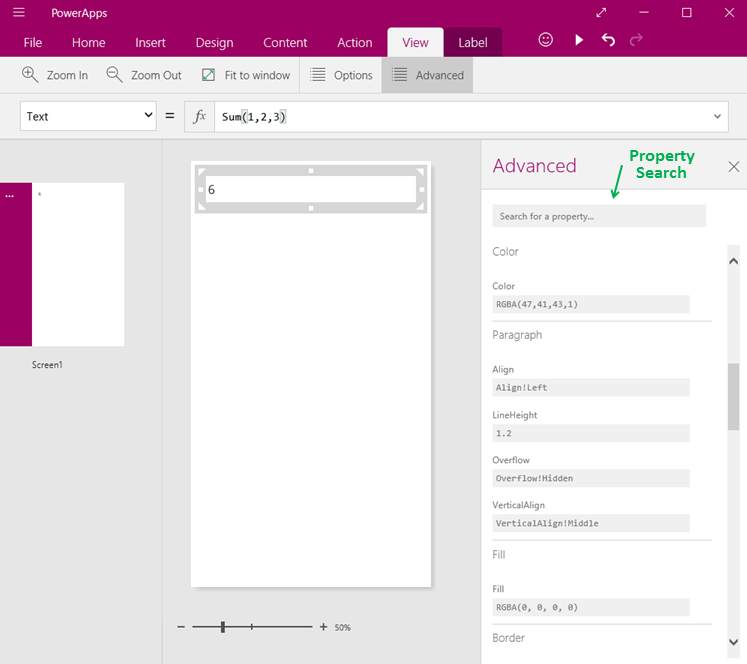 PowerApps
File Home Insert Design Content Action View Label
Zoom In Zoom Out Fit to window Options Advanced
Text = fx Sum(1,2,3)
6
Screen1
50%
Advanced
Property
Search
Search for a property...
Color
Color
RGBA(47,41,43,1)
Paragraph
Align
Align!Left
LineHeight
1.2
Overflow
Overflow!Hidden
VerticalAlign
VerticalAlign!Middle
Fill
Fill
RGBA(0, 0, 0, 0)
Border